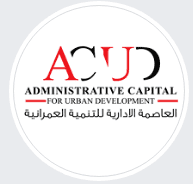 ACUD
ADMINISTRATIVE CAPITAL
FOR URBAN DEVELOPMENT
العاصمة الادارية للتنمية العمرانية